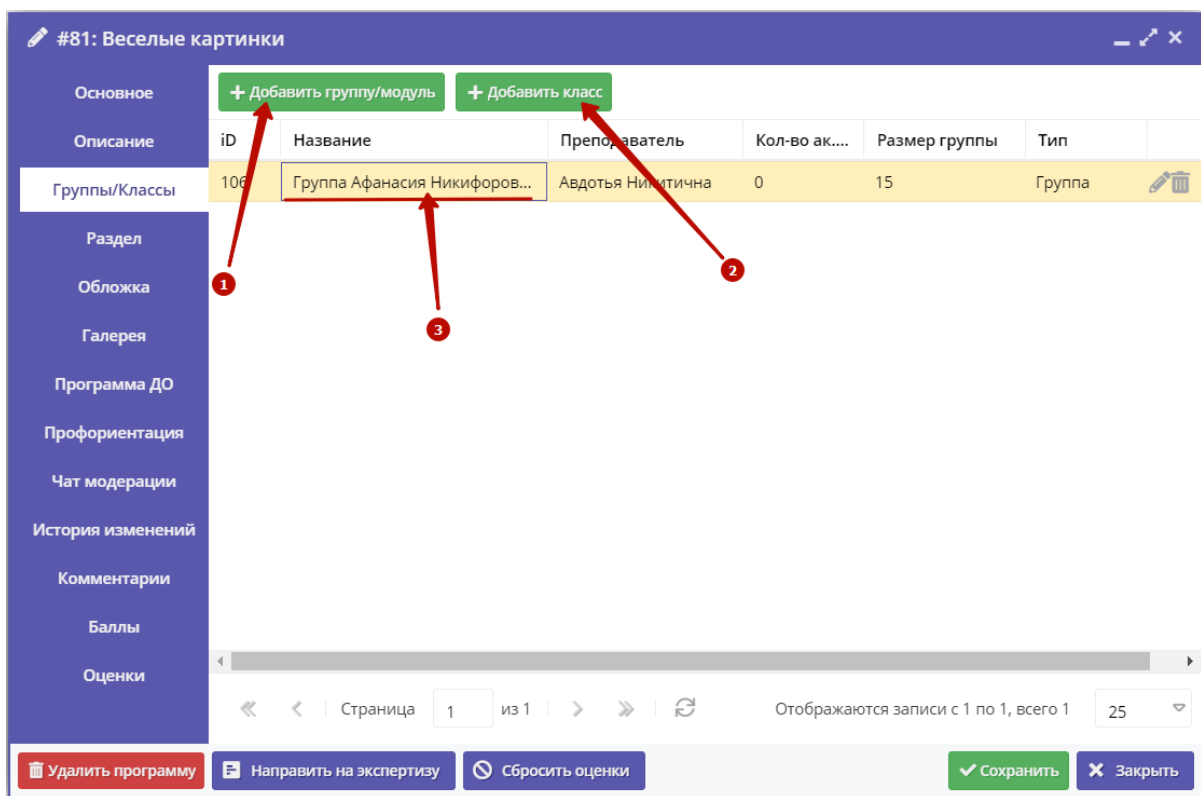 #81: Веселые картинки
Основное
Описание
Группы/Классы
Раздел
Обложка
Галерея
Программа ДО
Профориентация
Чат модерации
История изменений
Комментарии
Баллы
Оценки
+ Добавить группу/модуль + Добавить класс
iD Название Преподаватель Кол-во ак.... Размер группы Тип
106 Группа Афанасия Никифоров... Авдотья Никитична 0 15 Группа
1
2
3
Страница 1 из 1 Отображаются записи с 1 по 1, всего 1 25
Удалить программу Направить на экспертизу Сбросить оценки Сохранить Закрыть